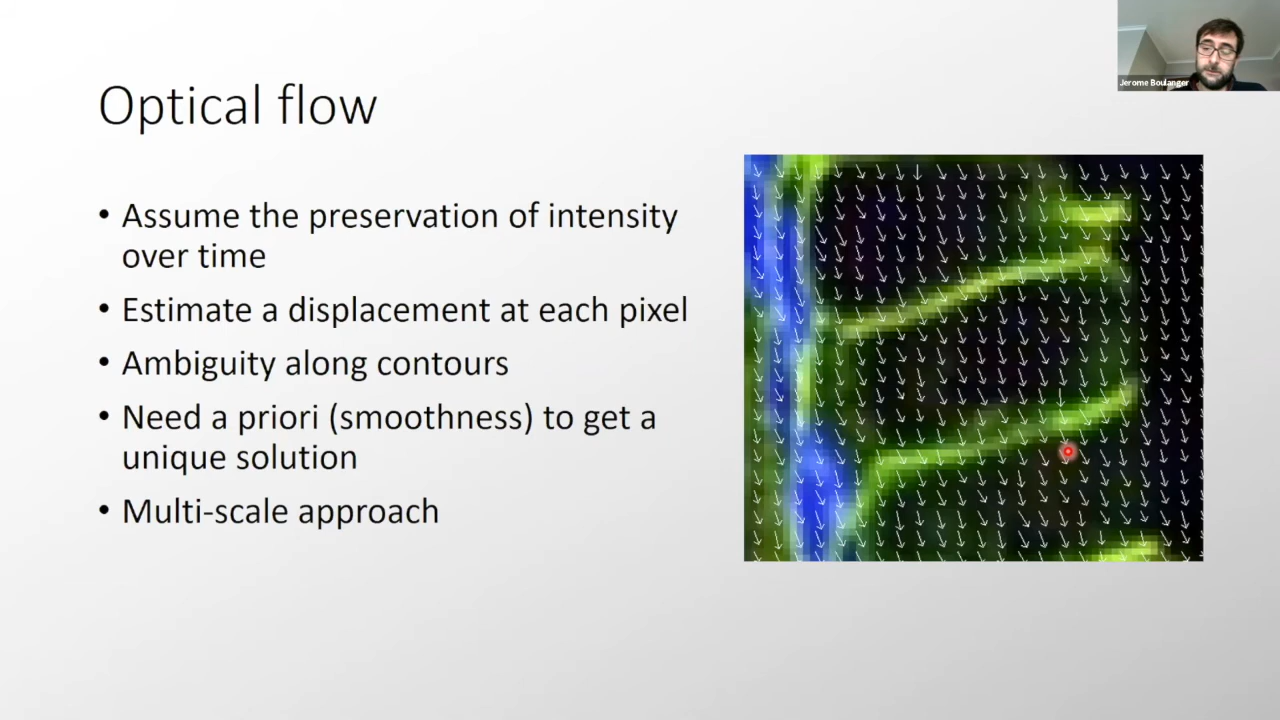 Jerome Boulanger
Optical flow
• Assume the preservation of intensity
over time
• Estimate a displacement at each pixel
• Ambiguity along contours
• Need a priori (smoothness) to get a
unique solution
• Multi-scale approach